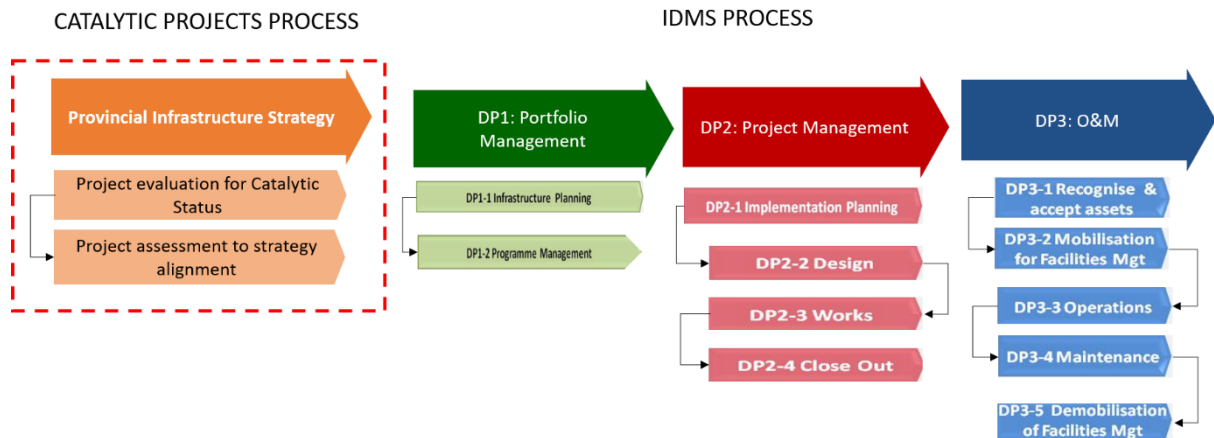 CATALYTIC PROJECTS PROCESS
IDMS PROCESS
Provincial Infrastructure Strategy
Project evaluation for Catalytic
Status
Project assessment to strategy
alignment
DP1: Portfolio
Management
DP1-1 Infrastructure Planning
DP1-2 Programme Management
DP2: Project Management
DP2-1 Implementation Planning
DP2-2 Design
DP2-3 Works
DP2-4 Close Out
DP3: O&M
DP3-1 Recognise &
accept assets
DP3-2 Mobilisation
for Facilities Mgt
DP3-3 Operations
DP3-4 Maintenance
DP3-5 Demobilisation
of Facilities Mgt